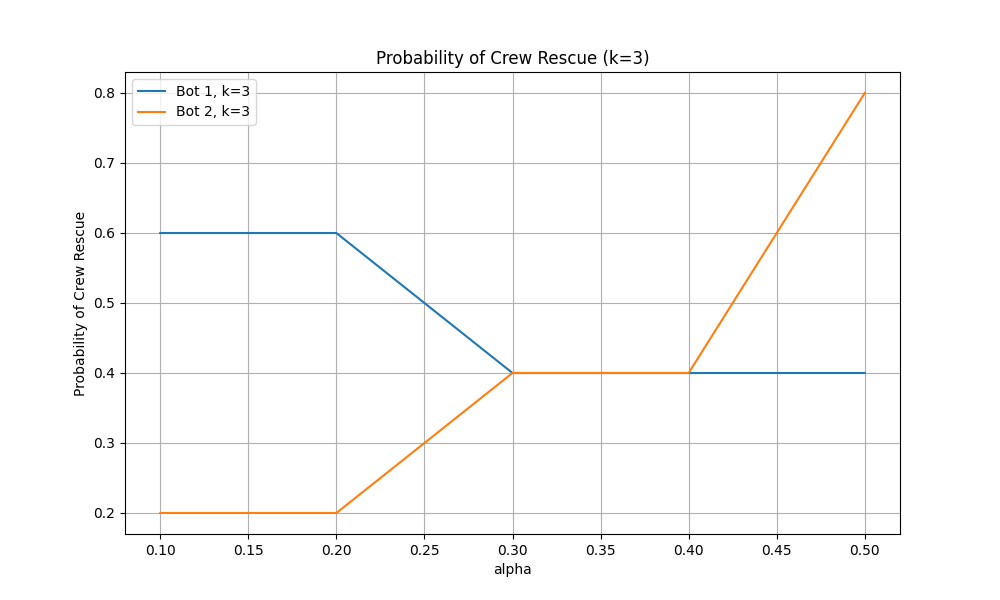 Probability of Crew Rescue (k=3)
Bot 1, k=3
Bot 2, k=3
Probability of Crew Rescue
0.8
0.7
0.6
0.5
0.4
0.3
0.2
0.10 0.15 0.20 0.25 0.30 0.35 0.40 0.45 0.50
alpha